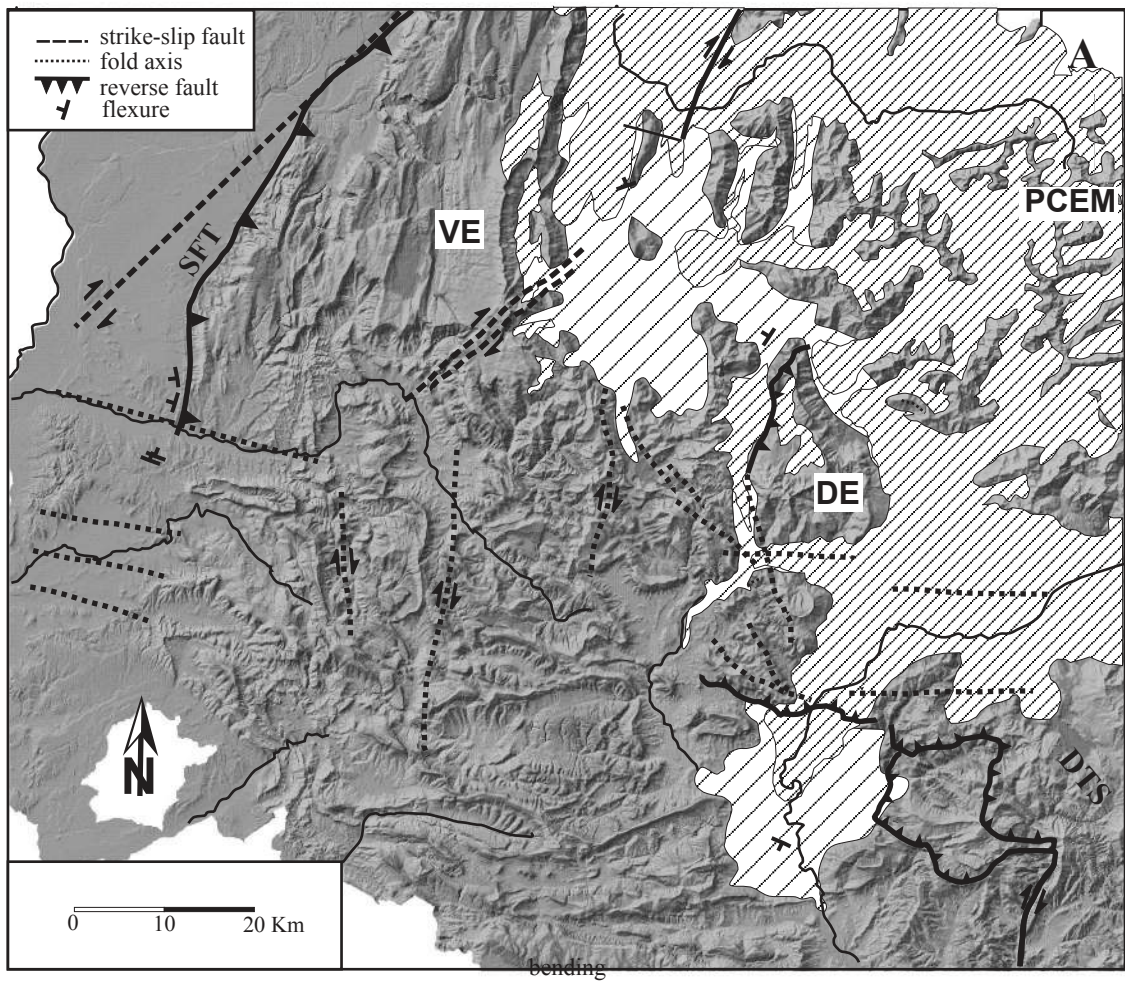 strike-slip fault
fold axis
reverse fault
flexure
A
PCEM
VE
SFT
DE
DTS
N
0 10 20 Km
bending